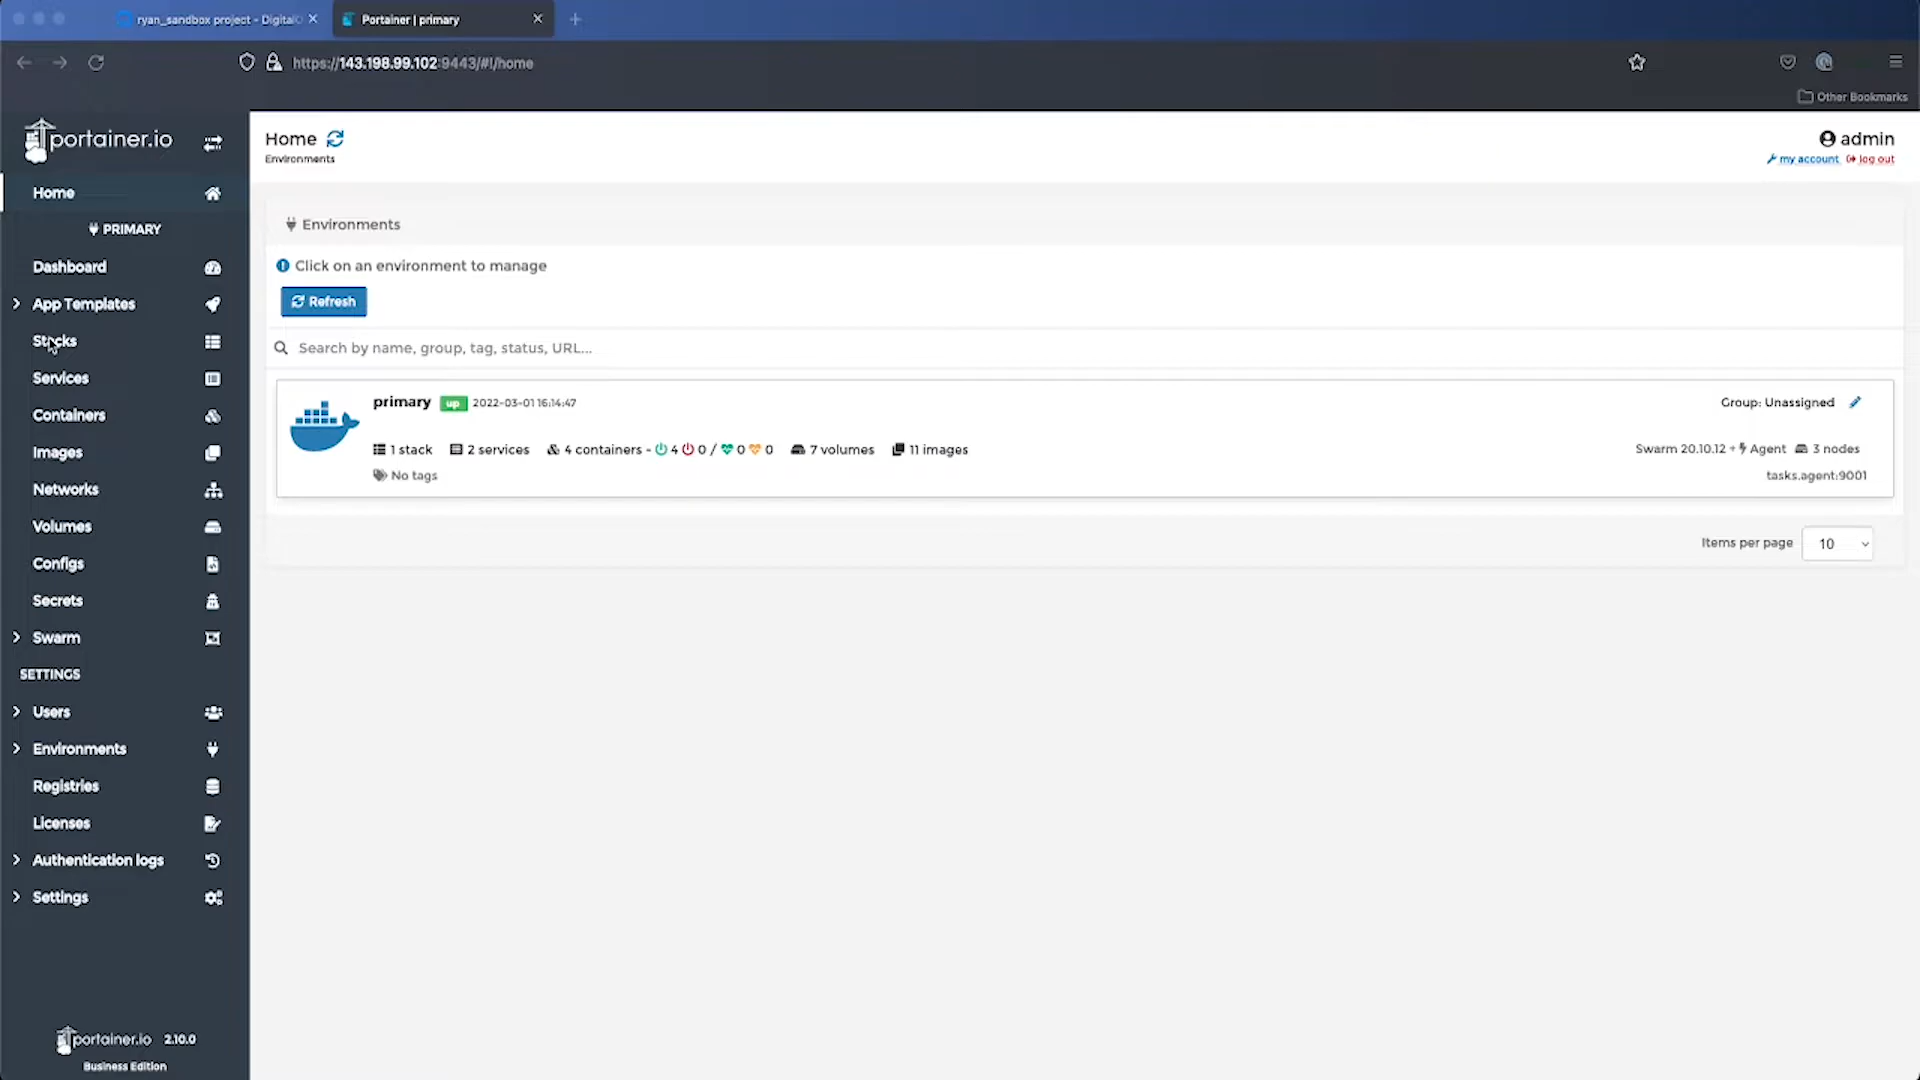 ryan_sandbox project - Digital
Portainer | primary
https://143.198.99.102:9443/#!/home
Other Bookmarks
portainer.io
Home
PRIMARY
Dashboard
App Templates
Stacks
Services
Containers
Images
Networks
Volumes
Configs
Secrets
Swarm
SETTINGS
Users
Environments
Registries
Licenses
Authentication logs
Settings
portainer.io 2.10.0
Business Edition
Home
Environments
admin
my account log out
Environments
Click on an environment to manage
Refresh
Search by name, group, tag, status, URL...
primary up 2022-03-01 16:14:47
Group: Unassigned
1 stack 2 services 4 containers - 4 0 / 0 0 7 volumes 11 images
Swarm 20.10.12 + Agent 3 nodes
No tags
tasks.agent:9001
Items per page 10